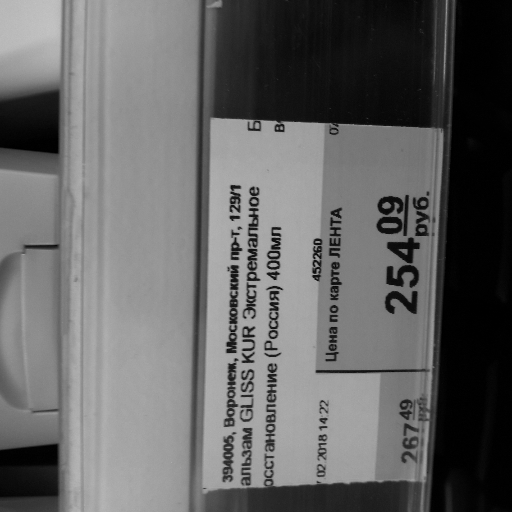 394005, Воронеж, Московский пр-т, 129/1
альзам GLISS KUR Экстремальное Б
осстановление (Россия) 400мл
452260
Цена по карте ЛЕНТА
254 09
руб.
02.2018 14:22
267 49
руб.